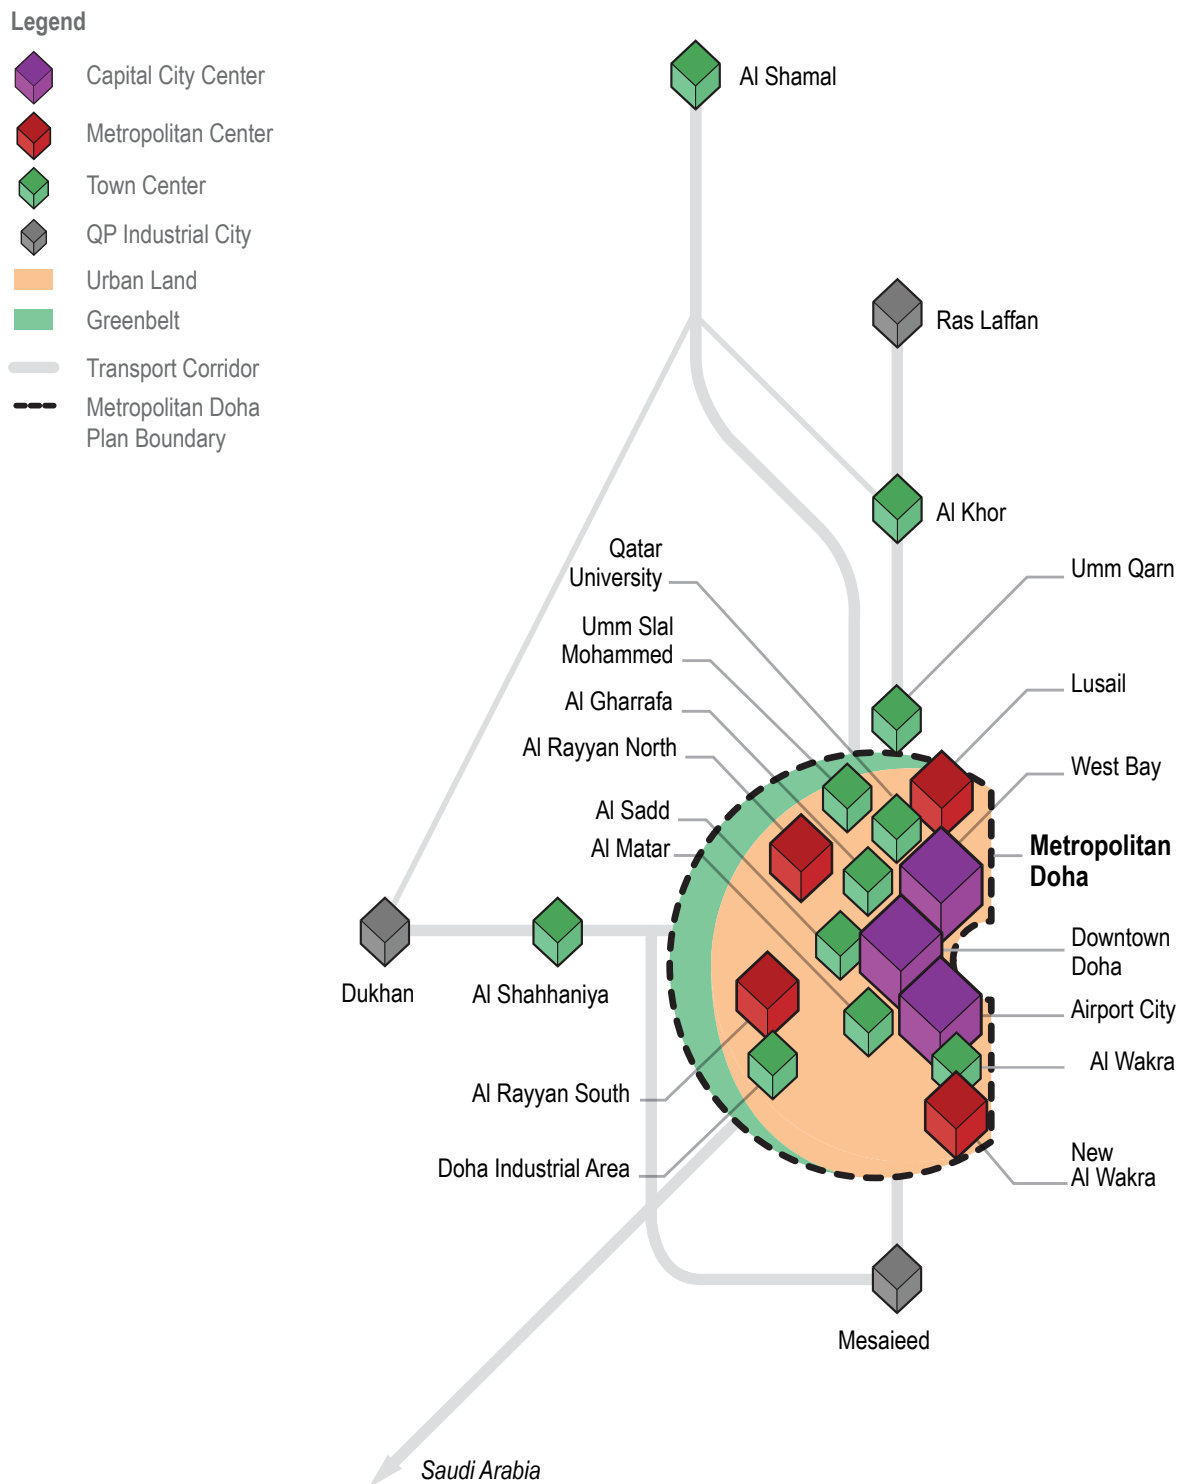 Legend
Capital City Center
Metropolitan Center
Town Center
QP Industrial City
Urban Land
Greenbelt
Transport Corridor
Metropolitan Doha
Plan Boundary
Al Shamal
Ras Laffan
Al Khor
Qatar
University
Umm Slal
Mohammed
Al Gharrafa
Al Rayyan North
Al Sadd
Al Matar
Umm Qarn
Lusail
West Bay
Metropolitan
Doha
Downtown
Doha
Airport City
Al Wakra
New
Al Wakra
Dukhan
Al Shahhaniya
Al Rayyan South
Doha Industrial Area
Mesaieed
Saudi Arabia